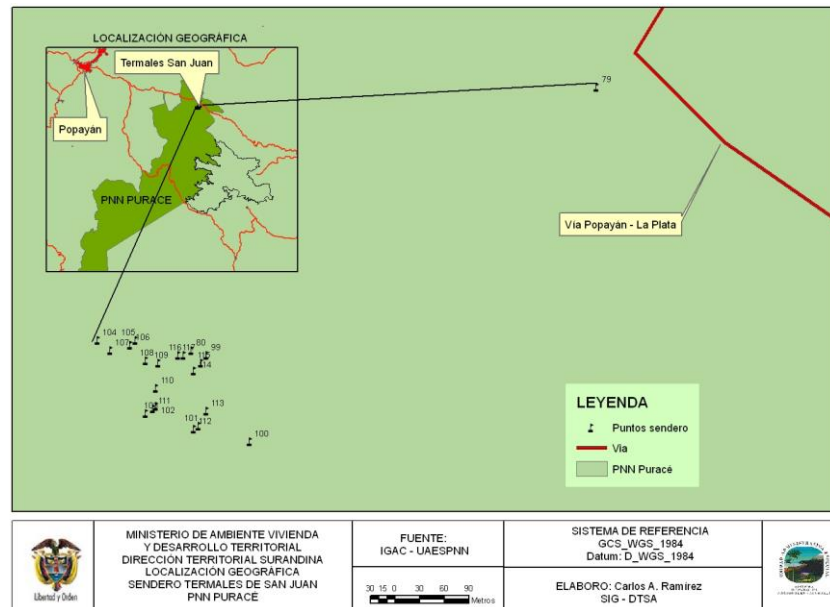 LOCALIZACIÓN GEOGRÁFICA
Termales San Juan
Popayán
PNN PURACE
79
Vía Popayán - La Plata
104
105
106
107
108
109
116
117
80
99
115
14
110
111
102
113
101
112
100
LEYENDA
Puntos sendero
Vía
PNN Puracé
Libertad y Orden
MINISTERIO DE AMBIENTE VIVIENDA
Y DESARROLLO TERRITORIAL
DIRECCIÓN TERRITORIAL SURANDINA
LOCALIZACIÓN GEOGRÁFICA
SENDERO TERMALES DE SAN JUAN
PNN PURACÉ
FUENTE:
IGAC - UAESPNN
30 15 0 30 60 90
Metros
SISTEMA DE REFERENCIA
GCS_WGS_1984
Datum: D_WGS_1984
ELABORO: Carlos A. Ramírez
SIG - DTSA